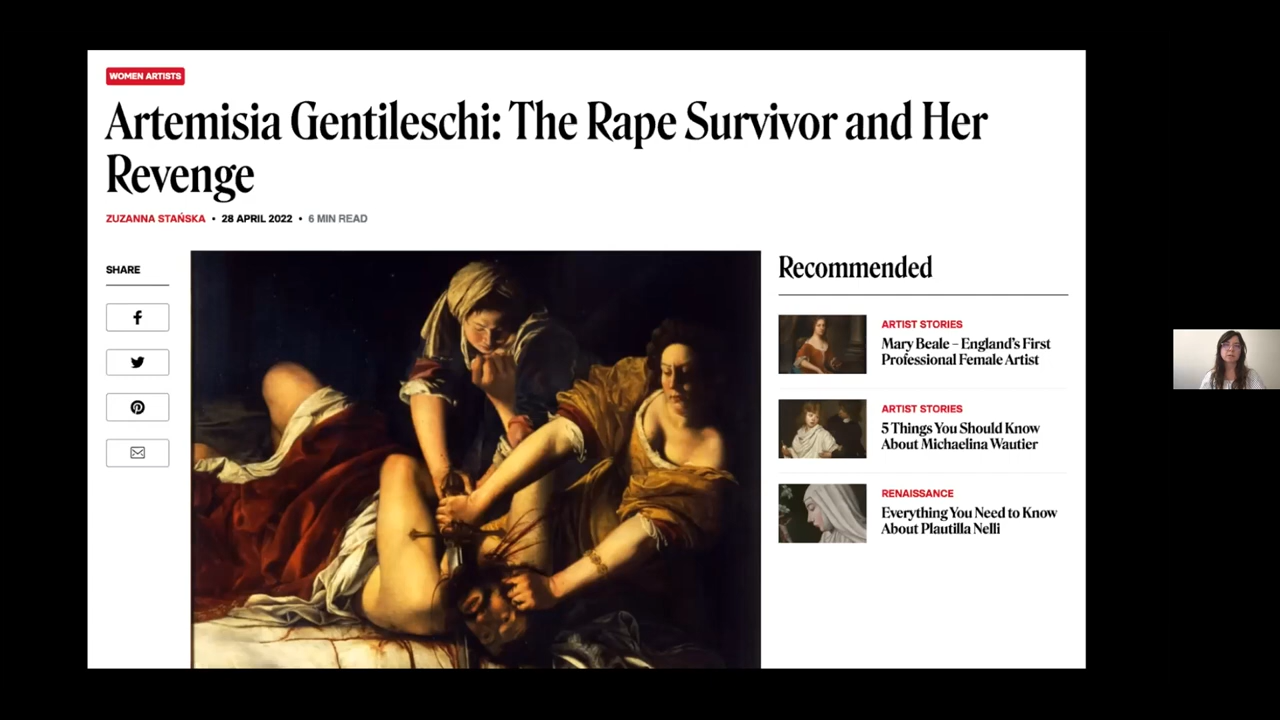 WOMEN ARTISTS
Artemisia Gentileschi: The Rape Survivor and Her
Revenge
ZUZANNA STAŃSKA • 28 APRIL 2022 • 6 MIN READ
SHARE
Recommended
ARTIST STORIES
Mary Beale – England's First
Professional Female Artist
ARTIST STORIES
5 Things You Should Know
About Michaelina Wautier
RENAISSANCE
Everything You Need to Know
About Plautilla Nelli